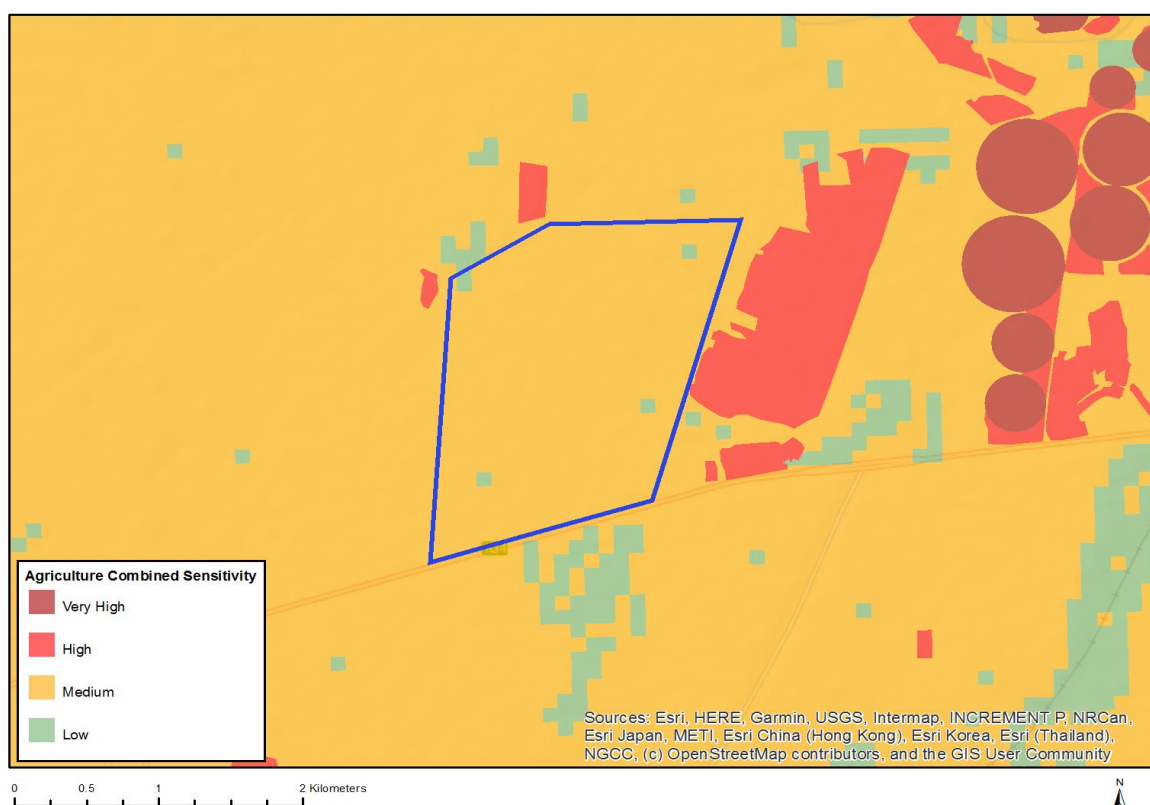 Agriculture Combined Sensitivity
Very High
High
Medium
Low
Sources: Esri, HERE, Garmin, USGS, Intermap, INCREMENT P, NRCan,
Esri Japan, METI, Esri China (Hong Kong), Esri Korea, Esri (Thailand),
NGCC, (c) OpenStreetMap contributors, and the GIS User Community
0 0.5 1 2 Kilometers
N